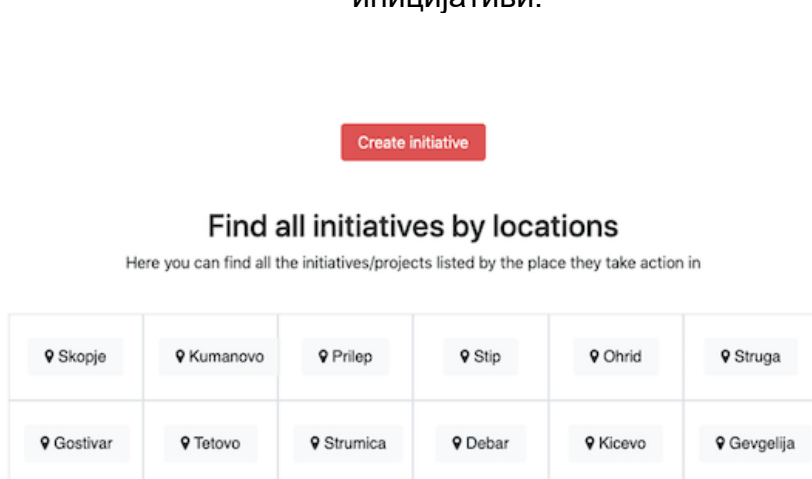 иницијативи.
Create initiative
Find all initiatives by locations
Here you can find all the initiatives/projects listed by the place they take action in
Skopje Kumanovo Prilep Stip Ohrid Struga
Gostivar Tetovo Strumica Debar Kicevo Gevgelija